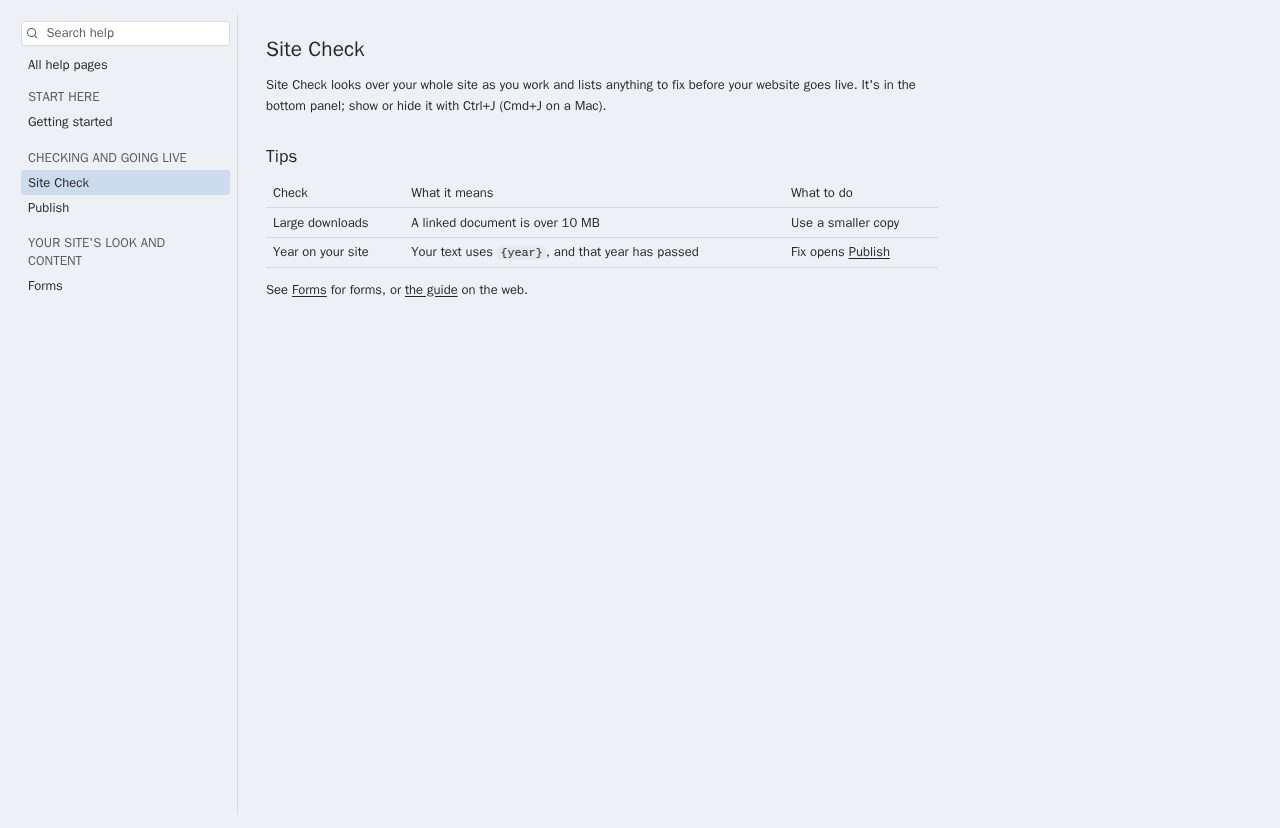 Search help
All help pages
START HERE
Getting started
CHECKING AND GOING LIVE
Site Check
Publish
YOUR SITE'S LOOK AND
CONTENT
Forms
Site Check
Site Check looks over your whole site as you work and lists anything to fix before your website goes live. It's in the
bottom panel; show or hide it with Ctrl+J (Cmd+J on a Mac).
Tips
Check What it means What to do
Large downloads A linked document is over 10 MB Use a smaller copy
Year on your site Your text uses {year}, and that year has passed Fix opens Publish
See Forms for forms, or the guide on the web.